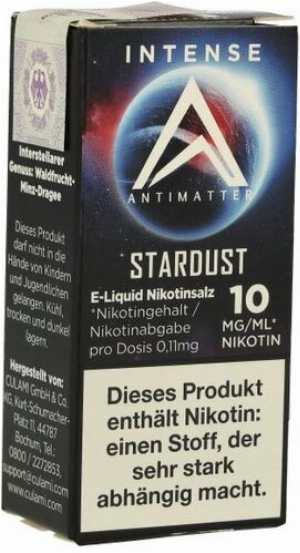 INTENSE
ANTIMATTER
STARDUST
E-Liquid Nikotinsalz
*Nikotingehalt /
Nikotinabgabe
pro Dosis 0,11mg
10
MG/ML*
NIKOTIN
Dieses Produkt
enthält Nikotin:
einen Stoff, der
sehr stark
abhängig macht.
Interstellarer
Genuss: Waldfrucht-
Minz-Dragee
Dieses Produkt
darf nicht in die
Hände von Kindern
und Jugendlichen
gelangen, Kühl,
trocken und dunkel
lagern.
Hergestellt von:
CULAMI GmbH & Co.
KG, Kurt-Schumacher-
Platz 11, 44787
Bochum, Tel.:
0800 / 2272853,
support@culami.com
www.culami.com